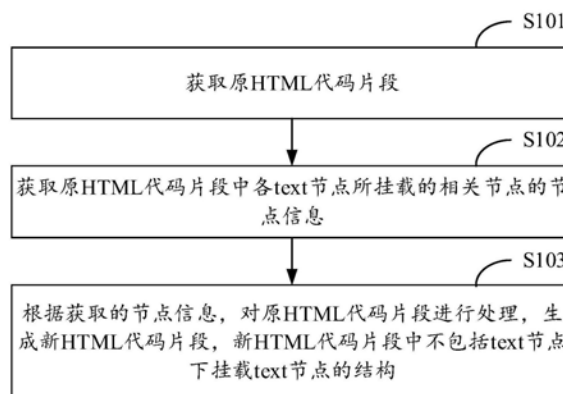 S101
获取原HTML代码片段
S102
获取原HTML代码片段中各text节点所挂载的相关节点的节
点信息
S103
根据获取的节点信息，对原HTML代码片段进行处理，生
成新HTML代码片段，新HTML代码片段中不包括text节点
下挂载text节点的结构